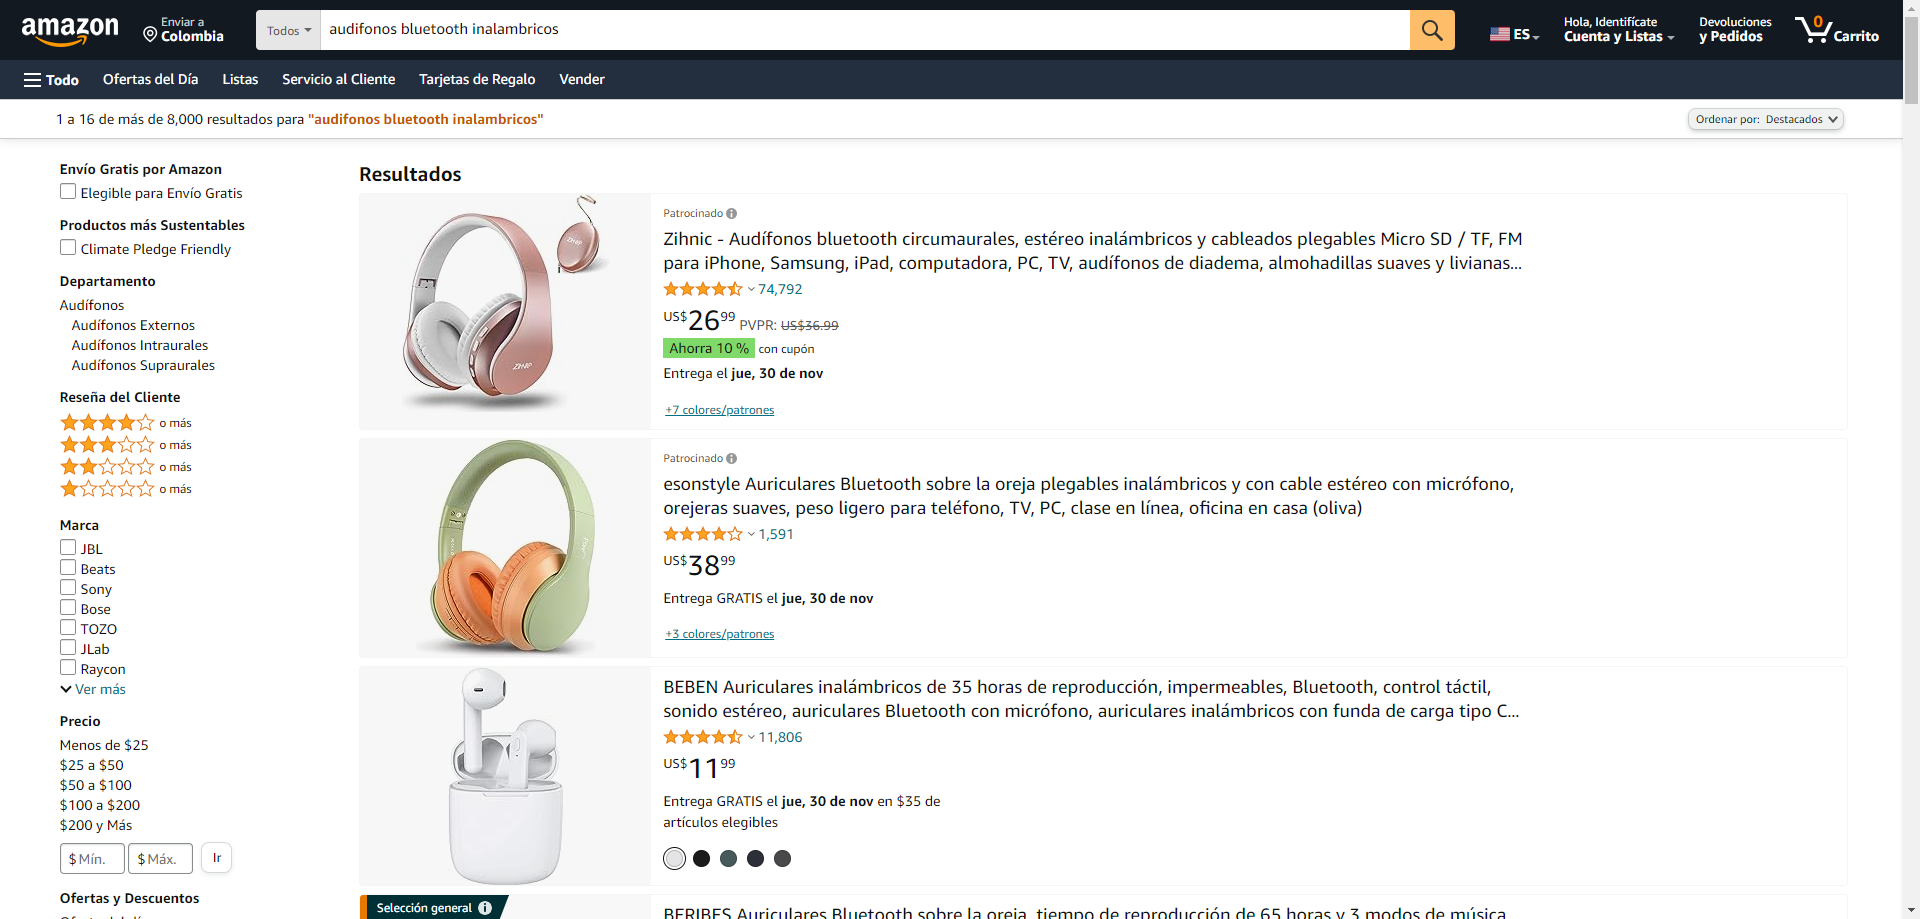 amazon
Enviar a
Colombia
Todos
audifonos bluetooth inalambricos
ES
Hola, Identifícate
Cuenta y Listas
Devoluciones
y Pedidos
0
Carrito
Todo
Ofertas del Día
Listas
Servicio al Cliente
Tarjetas de Regalo
Vender
1 a 16 de más de 8,000 resultados para "audifonos bluetooth inalambricos"
Ordenar por: Destacados
Envío Gratis por Amazon
Elegible para Envío Gratis
Productos más Sustentables
Climate Pledge Friendly
Departamento
Audífonos
Audífonos Externos
Audífonos Intraurales
Audífonos Supraurales
Reseña del Cliente
o más
o más
o más
o más
Marca
JBL
Beats
Sony
Bose
TOZO
JLab
Raycon
Ver más
Precio
Menos de $25
$25 a $50
$50 a $100
$100 a $200
$200 y Más
$ Mín.
$ Máx.
Ir
Ofertas y Descuentos
Resultados
Patrocinado
Zihnic - Audífonos bluetooth circumaurales, estéreo inalámbricos y cableados plegables Micro SD / TF, FM
para iPhone, Samsung, iPad, computadora, PC, TV, audífonos de diadema, almohadillas suaves y livianas...
74,792
US$26.99 PVPR: US$36.99
Ahorra 10 % con cupón
Entrega el jue, 30 de nov
+7 colores/patrones
Patrocinado
esonstyle Auriculares Bluetooth sobre la oreja plegables inalámbricos y con cable estéreo con micrófono,
orejeras suaves, peso ligero para teléfono, TV, PC, clase en línea, oficina en casa (oliva)
1,591
US$38.99
Entrega GRATIS el jue, 30 de nov
+3 colores/patrones
BEBEN Auriculares inalámbricos de 35 horas de reproducción, impermeables, Bluetooth, control táctil,
sonido estéreo, auriculares Bluetooth con micrófono, auriculares inalámbricos con funda de carga tipo C...
11,806
US$11.99
Entrega GRATIS el jue, 30 de nov en $35 de
artículos elegibles
Selección general
BERIBES Auriculares Bluetooth sobre la oreja, tiempo de reproducción de 65 horas y 3 modos de música